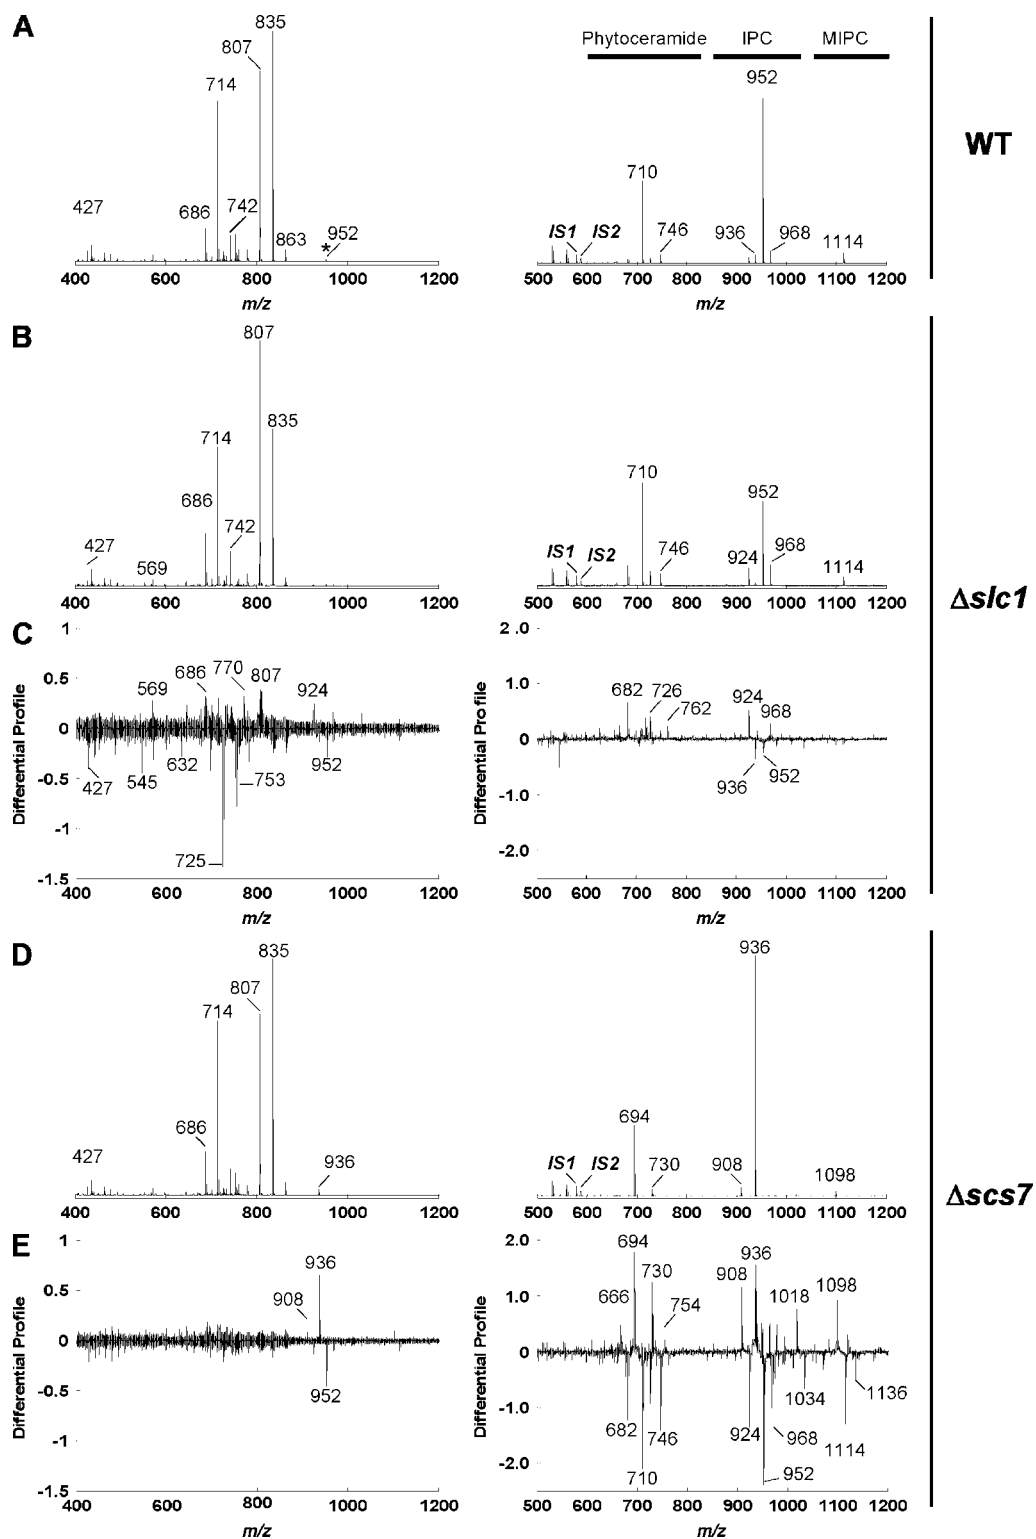 A
835
807
714
686
742
427
863
*
952
400 600 800 1000 1200
m/z
Phytoceramide IPC MIPC
952
710
IS1 IS2
746
936
968
1114
500 600 700 800 900 1000 1100 1200
m/z
WT
B
807
835
714
686
742
427
569
400 600 800 1000 1200
710
952
IS1 IS2
746
924
968
1114
500 600 700 800 900 1000 1100 1200
Δslc1
C
Differential Profile
1
0.5
0
-0.5
-1
-1.5
686 770 807
569
924
427
545
632
753
952
725
400 600 800 1000 1200
m/z
Differential Profile
2.0
1.0
0
-1.0
-2.0
682 726
762
924
968
936
952
500 600 700 800 900 1000 1100 1200
m/z
D
835
807
714
686
427
936
400 600 800 1000 1200
936
694
IS1 IS2
730
908
1098
500 600 700 800 900 1000 1100 1200
Δscs7
E
Differential Profile
1
0.5
0
-0.5
-1
-1.5
936
908
952
400 600 800 1000 1200
m/z
Differential Profile
2.0
1.0
0
-1.0
-2.0
694
936
730
908
1098
666
754
1018
682
746
710
924
968
952
1034
1114
1136
500 600 700 800 900 1000 1100 1200
m/z